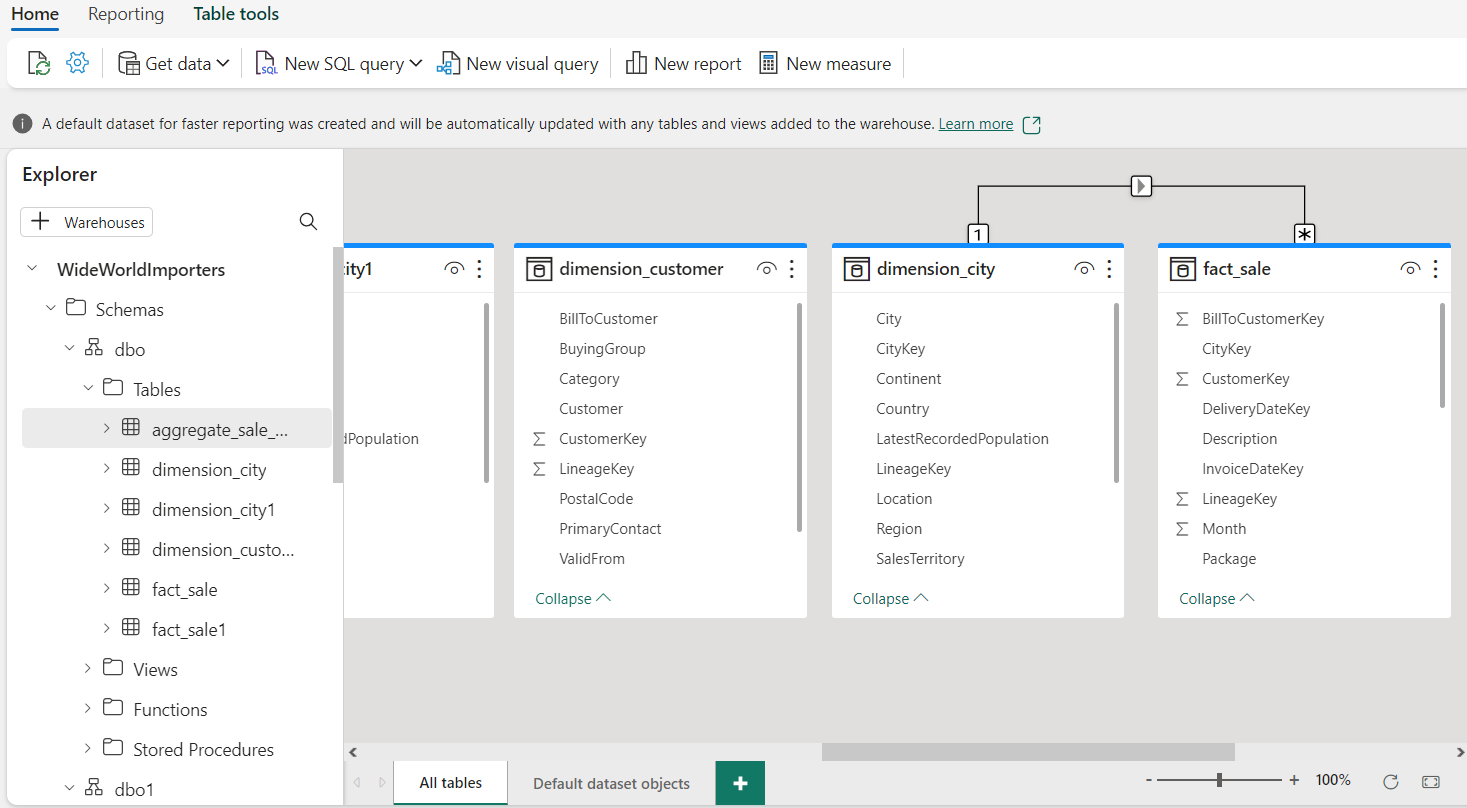 Home Reporting Table tools
Get data New SQL query New visual query New report New measure
A default dataset for faster reporting was created and will be automatically updated with any tables and views added to the warehouse. Learn more
Explorer
+ Warehouses
WideWorldImporters
Schemas
dbo
Tables
aggregate_sale_...
dimension_city
dimension_city1
dimension_custo...
fact_sale
fact_sale1
Views
Functions
Stored Procedures
dbo1
city1
dPopulation
dimension_customer
BillToCustomer
BuyingGroup
Category
Customer
Σ CustomerKey
Σ LineageKey
PostalCode
PrimaryContact
ValidFrom
Collapse
1
dimension_city
City
CityKey
Continent
Country
LatestRecordedPopulation
LineageKey
Location
Region
SalesTerritory
Collapse
*
fact_sale
Σ BillToCustomerKey
CityKey
Σ CustomerKey
DeliveryDateKey
Description
InvoiceDateKey
Σ LineageKey
Σ Month
Package
Collapse
All tables Default dataset objects +
- + 100%